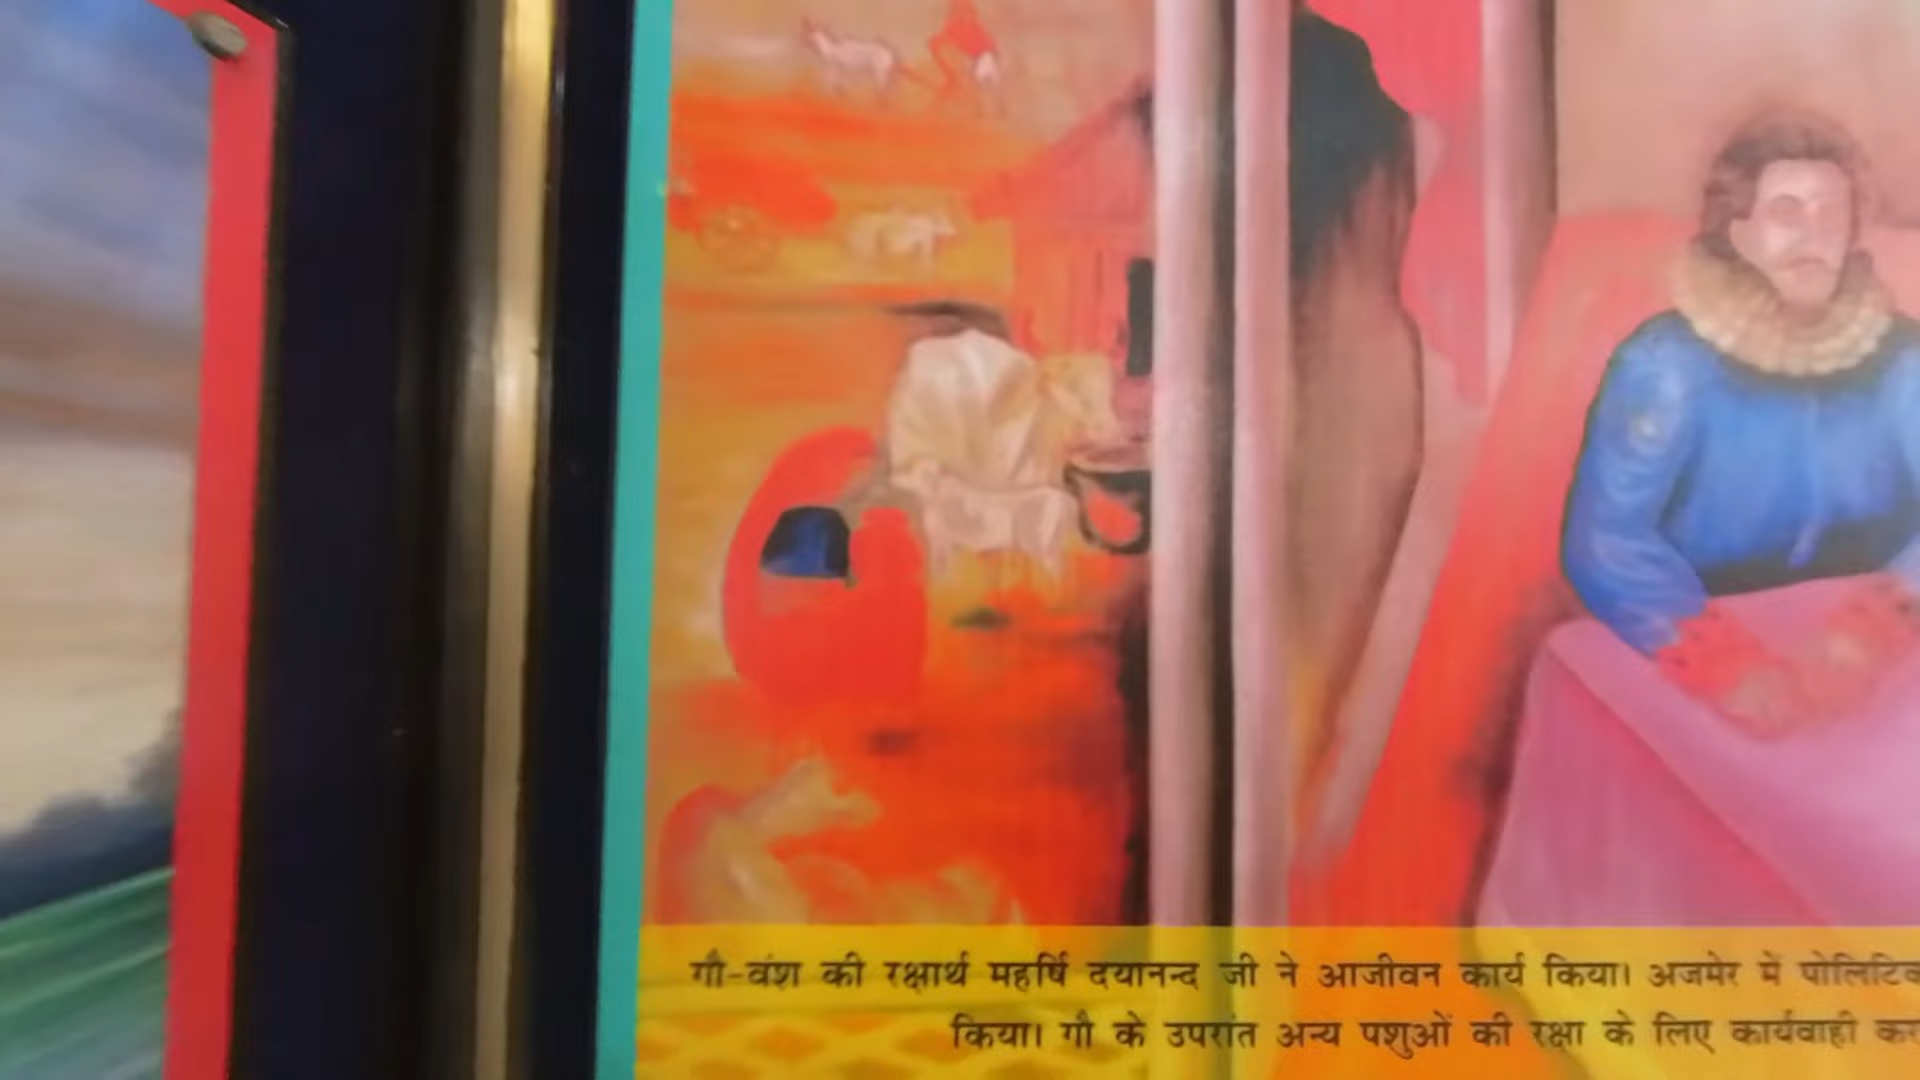 गौ-वंश की रक्षार्थ महर्षि दयानन्द जी ने आजीवन कार्य किया। अजमेर में
किया। गौ के उपरांत अन्य पशुओं की रक्षा के लिए कार्यवाही